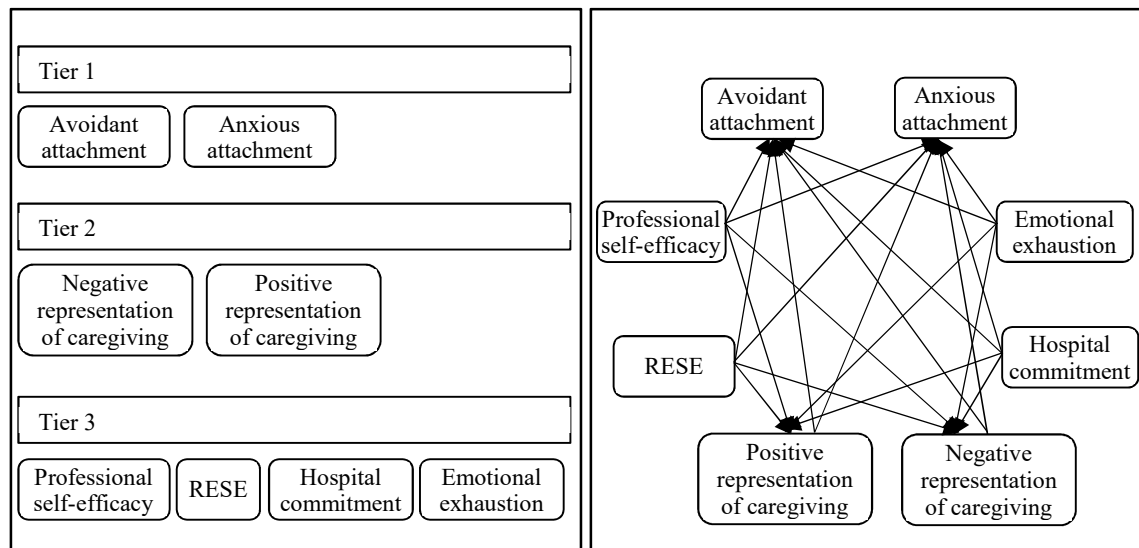 Tier 1
Avoidant
attachment
Anxious
attachment
Tier 2
Negative
representation
of caregiving
Positive
representation
of caregiving
Tier 3
Professional
self-efficacy
RESE
Hospital
commitment
Emotional
exhaustion
Avoidant
attachment
Anxious
attachment
Professional
self-efficacy
Emotional
exhaustion
RESE
Hospital
commitment
Positive
representation
of caregiving
Negative
representation
of caregiving